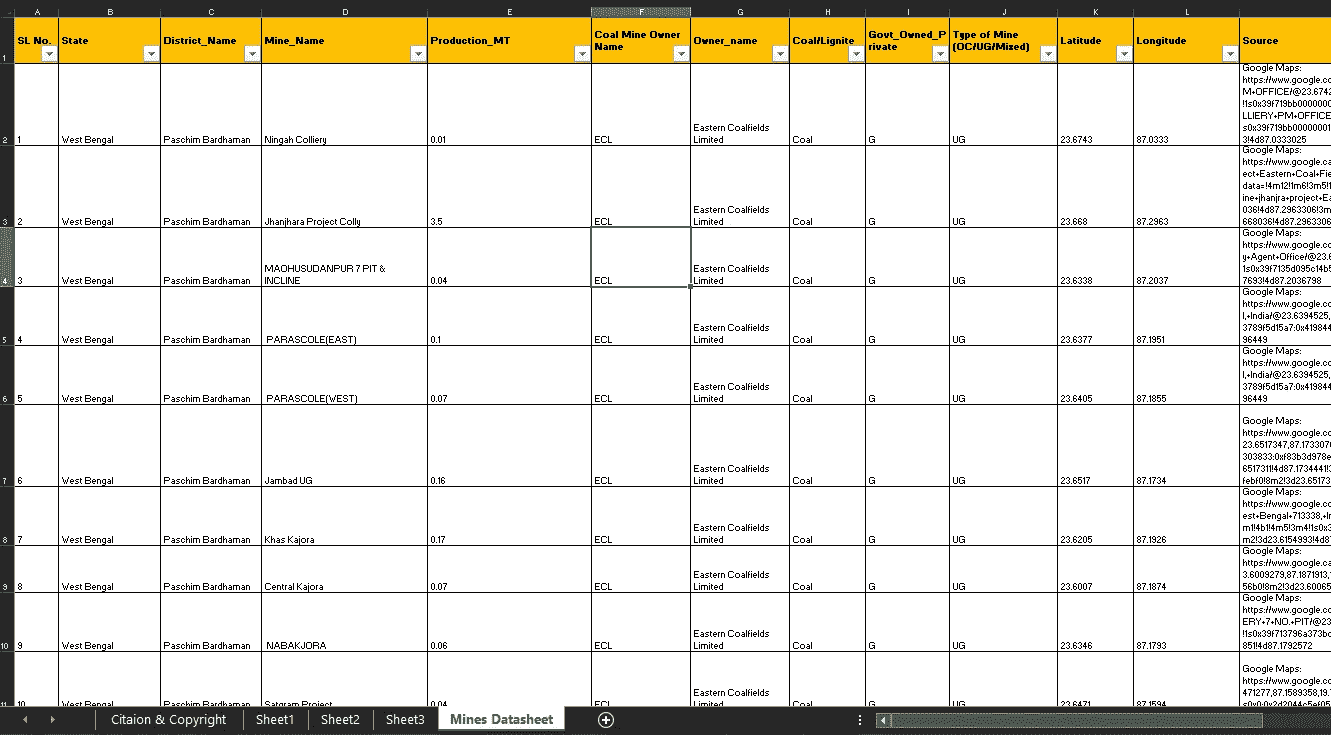 A B C D E F G H I J K L
SL No. State District_Name Mine_Name Production_MT Coal Mine Owner Name Owner_name Coal/Lignite Govt_Owned_Private Type of Mine (OC/UG/Mixed) Latitude Longitude Source
1
Google Maps:
https://www.google.co
M+OFFICE/@23.6742
!1s0x39f719bb0000000
LLIERY+PM+OFFICE
s0x39f719bb00000001
3!4d87.0333025
2 1 West Bengal Paschim Bardhaman Ningah Colliery 0.01 ECL Eastern Coalfields Limited Coal G UG 23.6743 87.0333
Google Maps:
https://www.google.ca
ect+Eastern+Coal+Fie
data=!4m12!1m6!3m5!1
ine+jhanjra+project+Ea
036!4d87.2963306!3m
668036!4d87.2963306
3 2 West Bengal Paschim Bardhaman Jhanjhara Project Colly 3.5 ECL Eastern Coalfields Limited Coal G UG 23.668 87.2963
Google Maps:
https://www.google.co
y+Agent+Office/@23.6
1s0x39f7135d095c14b5
7693!4d87.2036798
4 3 West Bengal Paschim Bardhaman MADHUSUDANPUR 7 PIT & INCLINE 0.04 ECL Eastern Coalfields Limited Coal G UG 23.6338 87.2037
Google Maps:
https://www.google.co
l,+India/@23.6394525,
3789f5d15a7:0x419844
96449
5 4 West Bengal Paschim Bardhaman PARASCOLE(EAST) 0.1 ECL Eastern Coalfields Limited Coal G UG 23.6377 87.1951
Google Maps:
https://www.google.co
l,+India/@23.6394525,
3789f5d15a7:0x419844
96449
6 5 West Bengal Paschim Bardhaman PARASCOLE(WEST) 0.07 ECL Eastern Coalfields Limited Coal G UG 23.6405 87.1855
Google Maps:
https://www.google.co
23.6517347,87.173307
303833:0xf83b3d978e
6517311!4d87.1734441!3
febf0!8m2!3d23.65173
7 6 West Bengal Paschim Bardhaman Jambad UG 0.16 ECL Eastern Coalfields Limited Coal G UG 23.6517 87.1734
Google Maps:
https://www.google.co
est+Bengal+713338,+I
m1!4b1!4m5!3m4!1s0x3
m2!3d23.6154993!4d8
8 7 West Bengal Paschim Bardhaman Khas Kajora 0.17 ECL Eastern Coalfields Limited Coal G UG 23.6205 87.1926
Google Maps:
https://www.google.ca
3.6009279,87.1871913,
56b0!8m2!3d23.60065
9 8 West Bengal Paschim Bardhaman Central Kajora 0.07 ECL Eastern Coalfields Limited Coal G UG 23.6007 87.1874
Google Maps:
https://www.google.co
ERY+7+NO.+PIT/@23
!1s0x39f713796a373bc
851!4d87.1792572
10 9 West Bengal Paschim Bardhaman NABAKJORA 0.06 ECL Eastern Coalfields Limited Coal G UG 23.6346 87.1793
Google Maps:
https://www.google.co
471277,87.1589358,19.
11 10 West Bengal Paschim Bardhaman Satgram Project 0.04 ECL Eastern Coalfields Limited Coal G UG 23.6471 87.1594
Citaion & Copyright Sheet1 Sheet2 Sheet3 Mines Datasheet